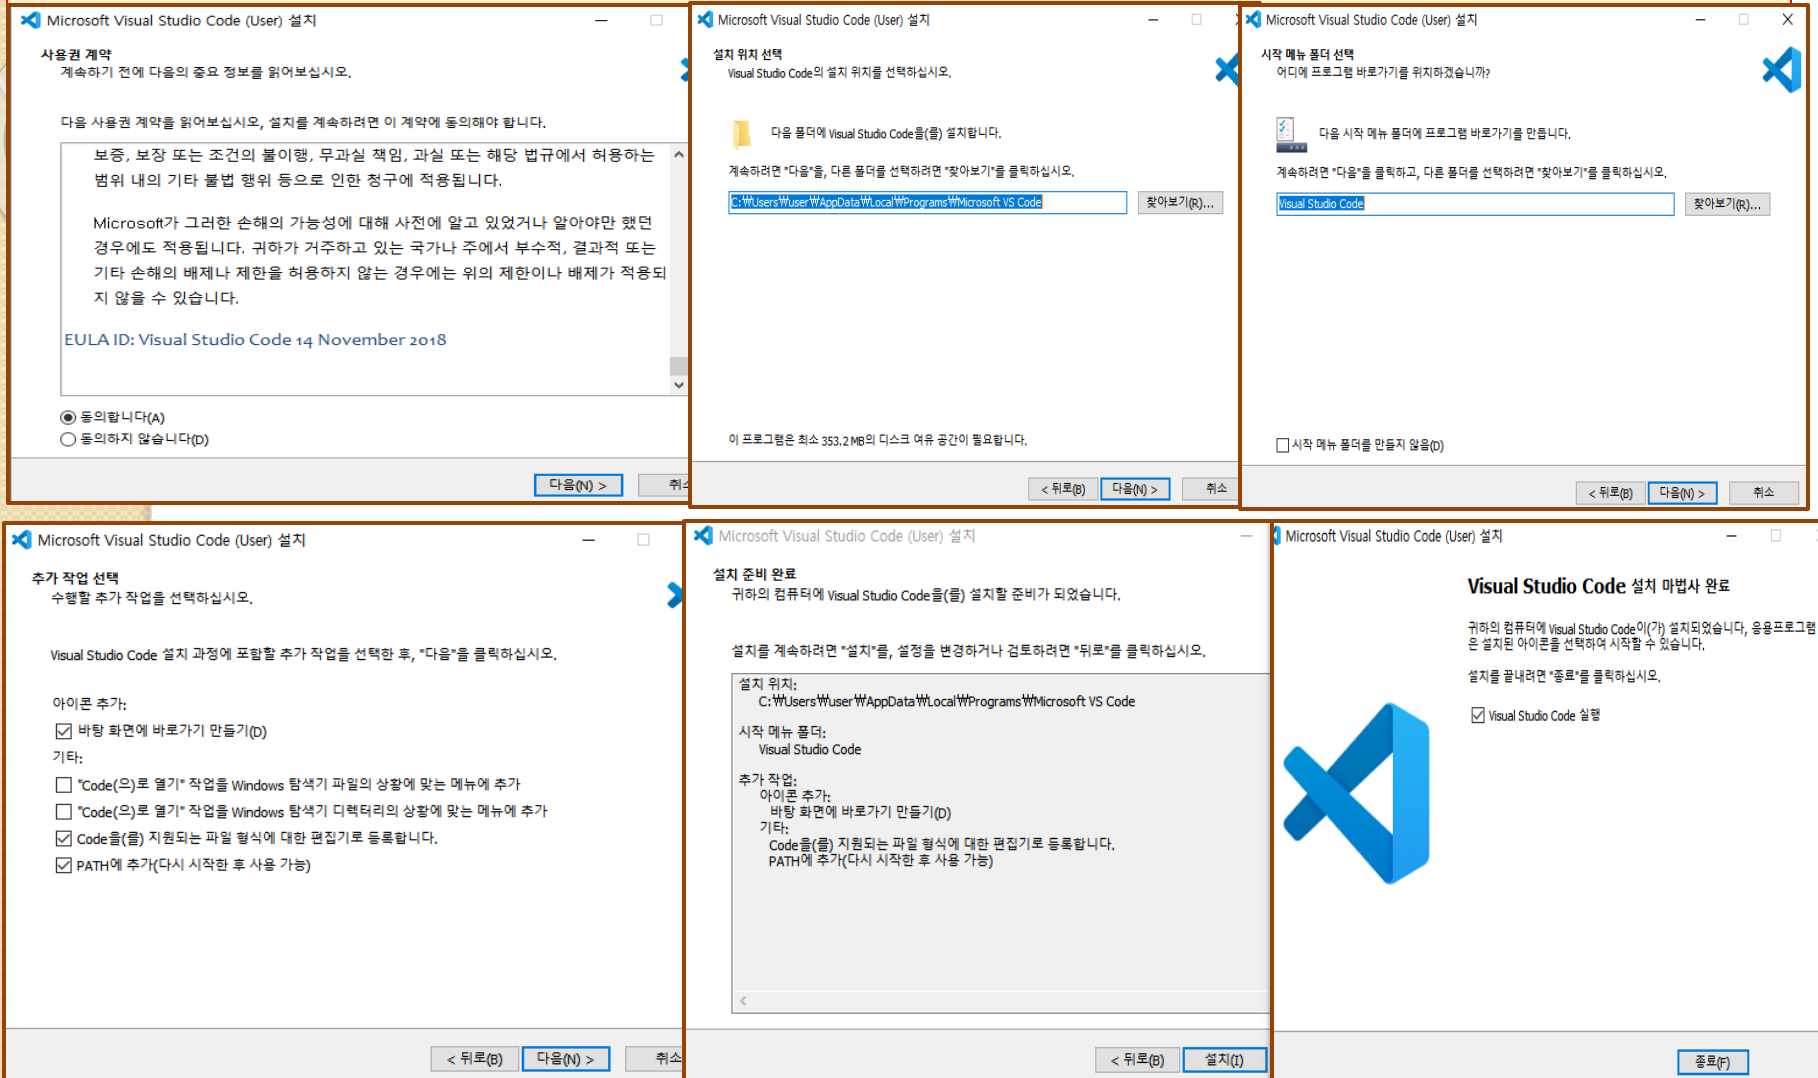 Microsoft Visual Studio Code (User) 설치
사용권 계약
계속하기 전에 다음의 중요 정보를 읽어보십시오.
다음 사용권 계약을 읽어보십시오, 설치를 계속하려면 이 계약에 동의해야 합니다.
보증, 보장 또는 조건의 불이행, 무과실 책임, 과실 또는 해당 법규에서 허용하는
범위 내의 기타 불법 행위 등으로 인한 청구에 적용됩니다.
Microsoft가 그러한 손해의 가능성에 대해 사전에 알고 있었거나 알아야만 했던
경우에도 적용됩니다. 귀하가 거주하고 있는 국가나 주에서 부수적, 결과적 또는
기타 손해의 배제나 제한을 허용하지 않는 경우에는 위의 제한이나 배제가 적용되
지 않을 수 있습니다.
EULA ID: Visual Studio Code 14 November 2018
동의합니다(A)
동의하지 않습니다(D)
다음(N) >
Microsoft Visual Studio Code (User) 설치
설치 위치 선택
Visual Studio Code의 설치 위치를 선택하십시오.
다음 폴더에 Visual Studio Code을(를) 설치합니다.
계속하려면 "다음"을, 다른 폴더를 선택하려면 "찾아보기"를 클릭하십시오.
C:₩Users₩user₩AppData₩Local₩Programs₩Microsoft VS Code
찾아보기(R)...
이 프로그램은 최소 353.2 MB의 디스크 여유 공간이 필요합니다.
< 뒤로(B)
다음(N) >
취소
Microsoft Visual Studio Code (User) 설치
시작 메뉴 폴더 선택
어디에 프로그램 바로가기를 위치하겠습니까?
다음 시작 메뉴 폴더에 프로그램 바로가기를 만듭니다.
계속하려면 "다음"을 클릭하고, 다른 폴더를 선택하려면 "찾아보기"를 클릭하십시오.
Visual Studio Code
찾아보기(R)...
시작 메뉴 폴더를 만들지 않음(D)
< 뒤로(B)
다음(N) >
취소
Microsoft Visual Studio Code (User) 설치
추가 작업 선택
수행할 추가 작업을 선택하십시오.
Visual Studio Code 설치 과정에 포함할 추가 작업을 선택한 후, "다음"을 클릭하십시오.
아이콘 추가:
바탕 화면에 바로가기 만들기(D)
기타:
"Code(으)로 열기" 작업을 Windows 탐색기 파일의 상황에 맞는 메뉴에 추가
"Code(으)로 열기" 작업을 Windows 탐색기 디렉터리의 상황에 맞는 메뉴에 추가
Code을(를) 지원되는 파일 형식에 대한 편집기로 등록합니다.
PATH에 추가(다시 시작한 후 사용 가능)
< 뒤로(B)
다음(N) >
취소
Microsoft Visual Studio Code (User) 설치
설치 준비 완료
귀하의 컴퓨터에 Visual Studio Code을(를) 설치할 준비가 되었습니다.
설치를 계속하려면 "설치"를, 설정을 변경하거나 검토하려면 "뒤로"를 클릭하십시오.
설치 위치:
C:₩Users₩user₩AppData₩Local₩Programs₩Microsoft VS Code
시작 메뉴 폴더:
Visual Studio Code
추가 작업:
아이콘 추가:
바탕 화면에 바로가기 만들기(D)
기타:
Code을(를) 지원되는 파일 형식에 대한 편집기로 등록합니다.
PATH에 추가(다시 시작한 후 사용 가능)
< 뒤로(B)
설치(I)
Microsoft Visual Studio Code (User) 설치
Visual Studio Code 설치 마법사 완료
귀하의 컴퓨터에 Visual Studio Code이(가) 설치되었습니다, 응용프로그램
은 설치된 아이콘을 선택하여 시작할 수 있습니다.
설치를 끝내려면 "종료"를 클릭하십시오.
Visual Studio Code 실행
종료(F)